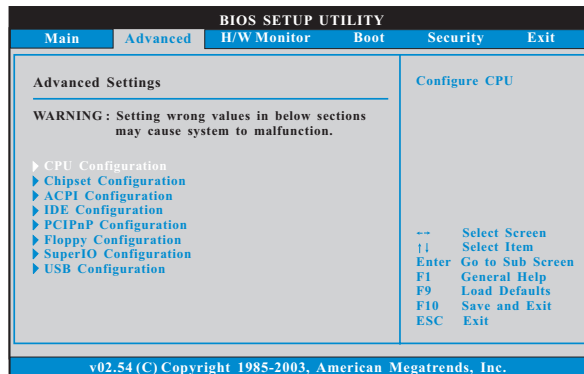 BIOS SETUP UTILITY
Main Advanced H/W Monitor Boot Security Exit
Advanced Settings
WARNING : Setting wrong values in below sections
may cause system to malfunction.
CPU Configuration
Chipset Configuration
ACPI Configuration
IDE Configuration
PCIPnP Configuration
Floppy Configuration
SuperIO Configuration
USB Configuration
Configure CPU
←→ Select Screen
↑↓ Select Item
Enter Go to Sub Screen
F1 General Help
F9 Load Defaults
F10 Save and Exit
ESC Exit
v02.54 (C) Copyright 1985-2003, American Megatrends, Inc.